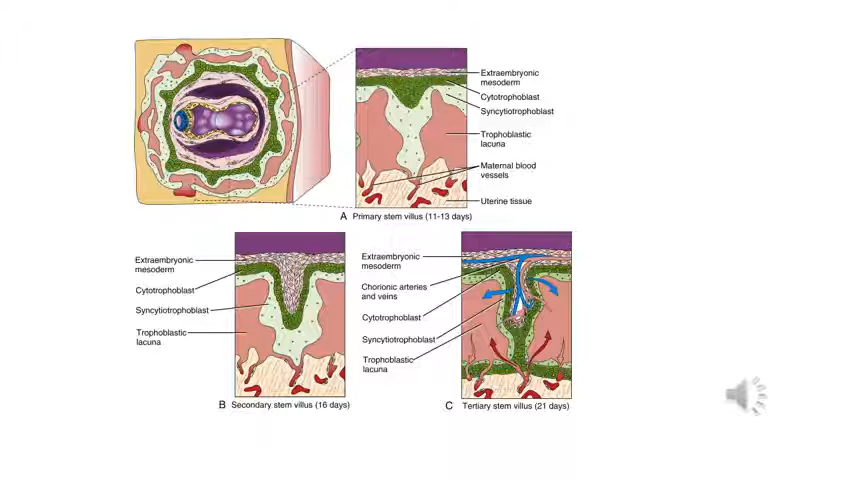 Extraembryonic
mesoderm
Cytotrophoblast
Syncytiotrophoblast
Trophoblastic
lacuna
Maternal blood
vessels
Uterine tissue
A Primary stem villus (11-13 days)
Extraembryonic
mesoderm
Cytotrophoblast
Syncytiotrophoblast
Trophoblastic
lacuna
B Secondary stem villus (16 days)
Extraembryonic
mesoderm
Chorionic arteries
and veins
Cytotrophoblast
Syncytiotrophoblast
Trophoblastic
lacuna
C Tertiary stem villus (21 days)